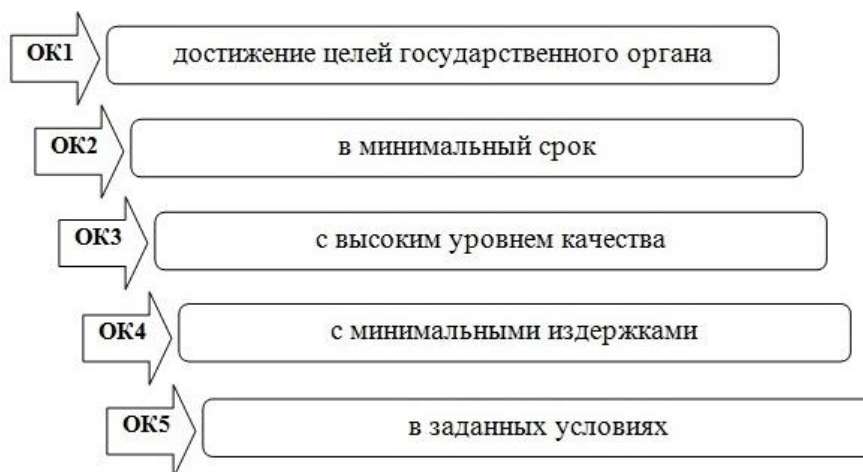 ОК1 достижение целей государственного органа
ОК2 в минимальный срок
ОК3 с высоким уровнем качества
ОК4 с минимальными издержками
ОК5 в заданных условиях